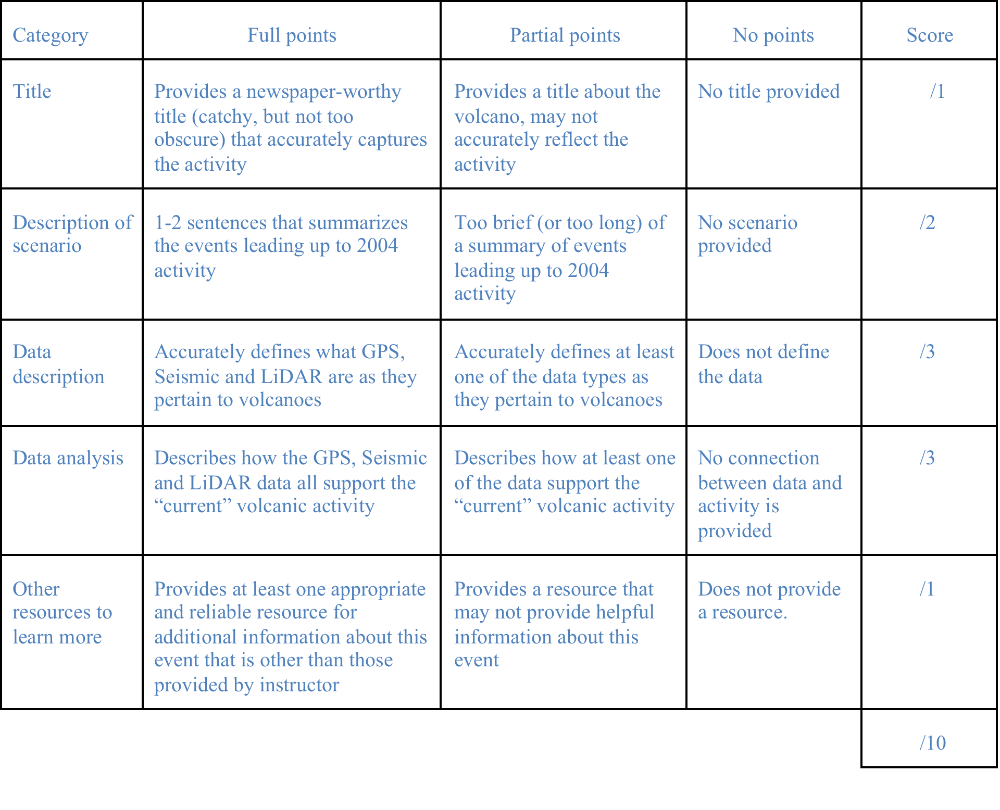 Category
Full points
Partial points
No points
Score
Title
Provides a newspaper-worthy
title (catchy, but not too
obscure) that accurately captures
the activity
Provides a title about the
volcano, may not
accurately reflect the
activity
No title provided
/1
Description of
scenario
1-2 sentences that summarizes
the events leading up to 2004
activity
Too brief (or too long) of
a summary of events
leading up to 2004
activity
No scenario
provided
/2
Data
description
Accurately defines what GPS,
Seismic and LiDAR are as they
pertain to volcanoes
Accurately defines at least
one of the data types as
they pertain to volcanoes
Does not define
the data
/3
Data analysis
Describes how the GPS, Seismic
and LiDAR data all support the
“current” volcanic activity
Describes how at least one
of the data support the
“current” volcanic activity
No connection
between data and
activity is
provided
/3
Other
resources to
learn more
Provides at least one appropriate
and reliable resource for
additional information about this
event that is other than those
provided by instructor
Provides a resource that
may not provide helpful
information about this
event
Does not provide
a resource.
/1
/10